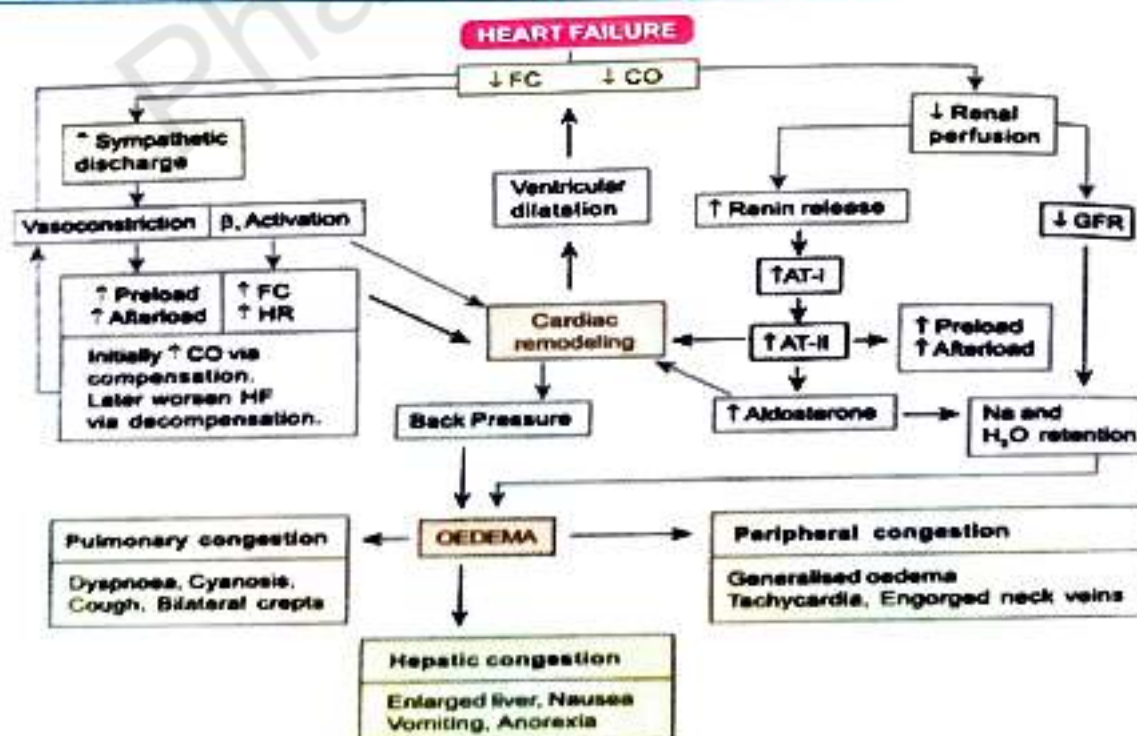 Pha
HEART FAILURE
↓ FC ↓ CO
↑ Sympathetic
discharge
↓ Renal
perfusion
Ventricular
dilatation
↑ Renin release
↓ GFR
Vasoconstriction
β, Activation
↑ AT-I
↑ Preload
↑ Afterload
↑ FC
↑ HR
Initially ↑ CO via
compensation.
Later worsen HF
via decompensation.
Cardiac
remodeling
↑ AT-II
↑ Preload
↑ Afterload
Back Pressure
↑ Aldosterone
Na and
H₂O retention
OEDEMA
Pulmonary congestion
Dyspnoea, Cyanosis,
Cough, Bilateral crepts
Peripheral congestion
Generalised oedema
Tachycardia, Engorged neck veins
Hepatic congestion
Enlarged liver, Nausea
Vomiting, Anorexia